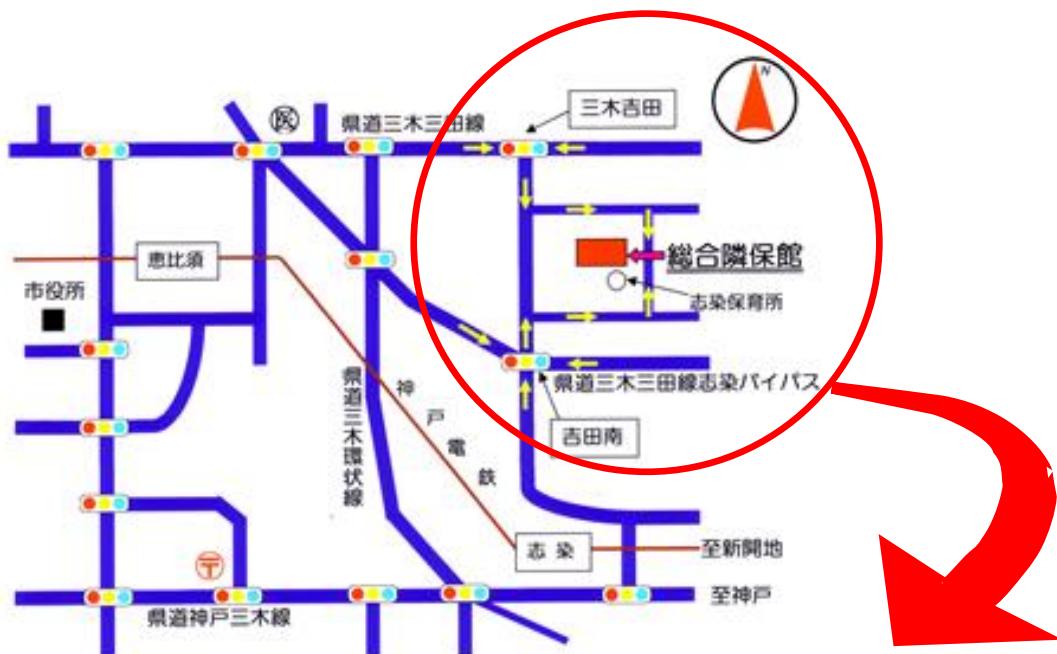 N
三木吉田
医
県道三木三田線
総合隣保館
恵比須
市役所
志染保育所
県道三木三田線志染バイパス
県道三木環状線
神戸電鉄
吉田南
志染
至新開地
〒
至神戸
県道神戸三木線